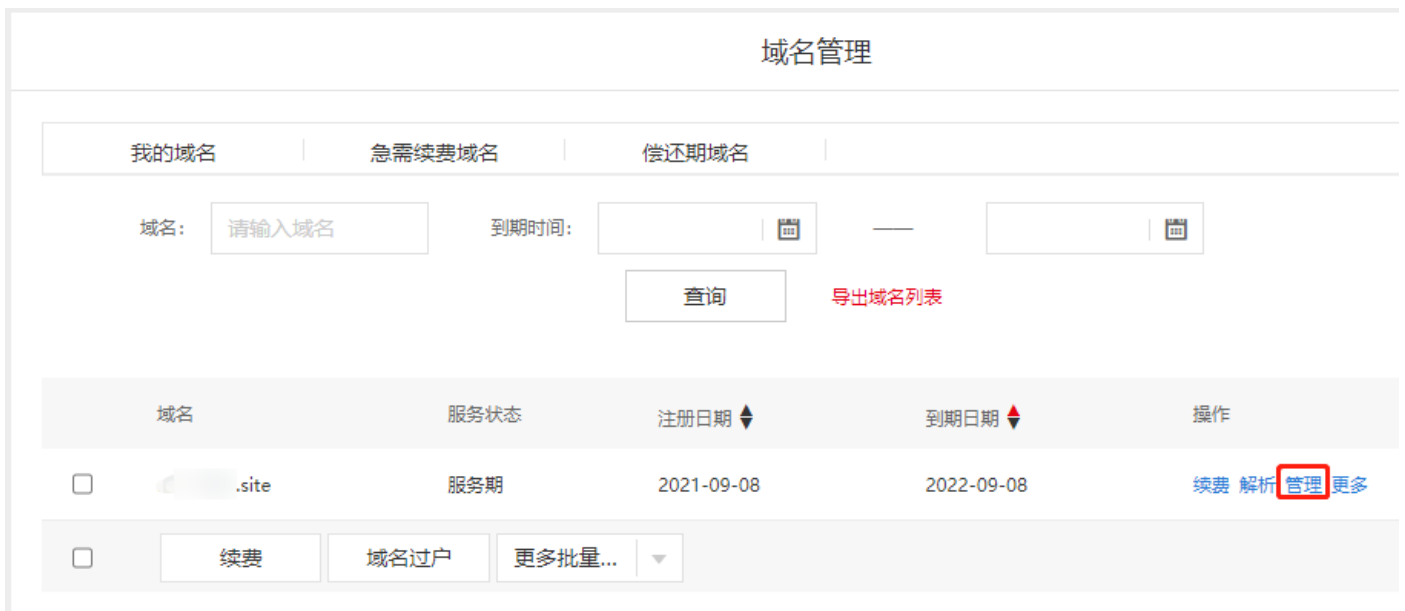 域名管理
我的域名 急需续费域名 偿还期域名
域名: 请输入域名 到期时间: ——
查询 导出域名列表
域名 服务状态 注册日期 到期日期 操作
.site 服务期 2021-09-08 2022-09-08 续费 解析 管理 更多
续费 域名过户 更多批量...